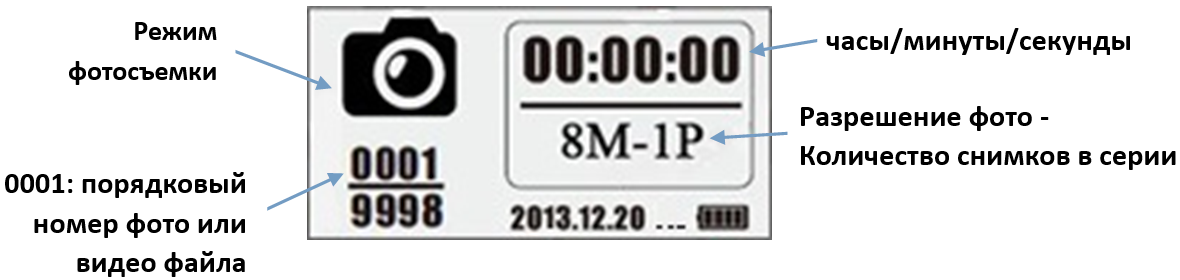 Режим
фотосъемки
00:00:00
часы/минуты/секунды
8M-1P
Разрешение фото -
Количество снимков в серии
0001
9998
0001: порядковый
номер фото или
видео файла
2013.12.20 ...